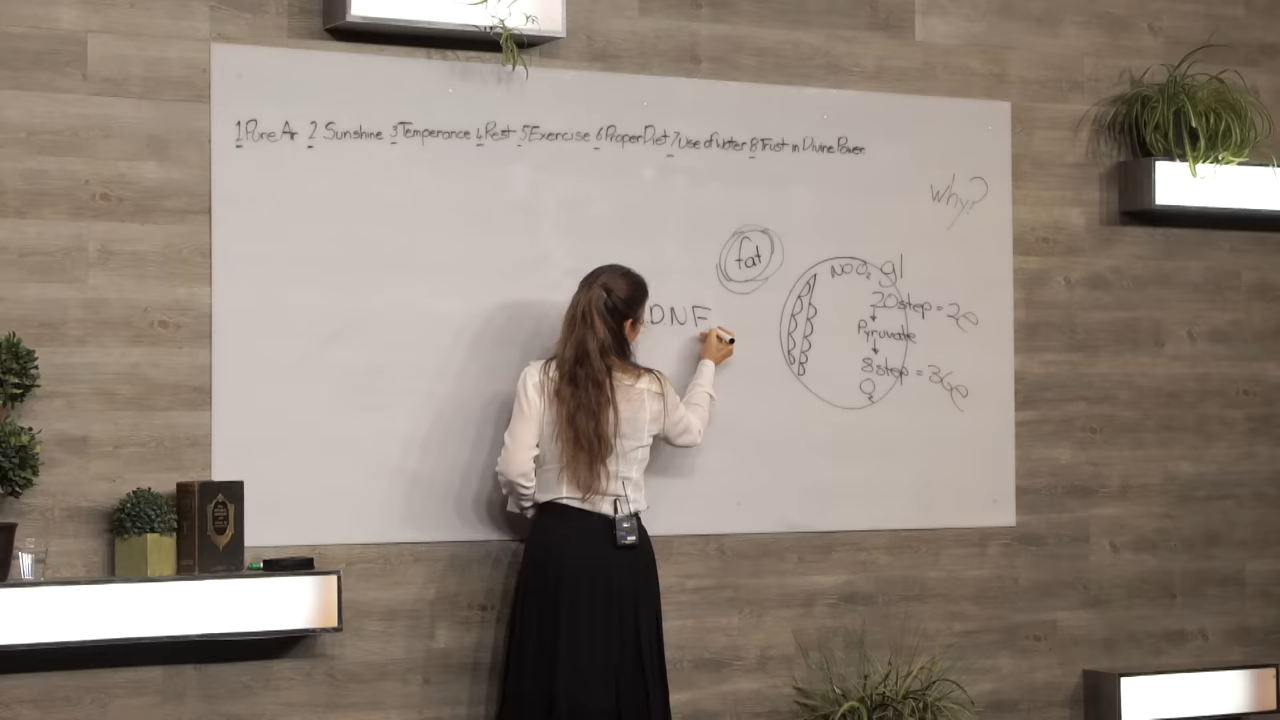 1 Pure Air 2 Sunshine 3 Temperance 4 Rest 5 Exercise 6 Proper Diet 7 Use of Water 8 Trust in Divine Power
Why?
fat
NO O₂ gl
20 step = 2e
.D.N F
Pyruvate
8 step = 36e
O₂